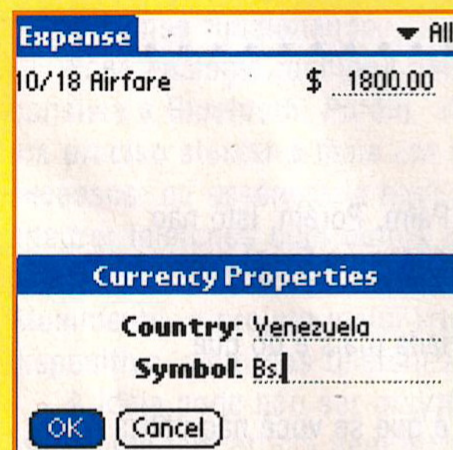 Expense ▼ All
10/18 Airfare $ 1800.00
Currency Properties
Country: Venezuela
Symbol: Bs.
OK Cancel